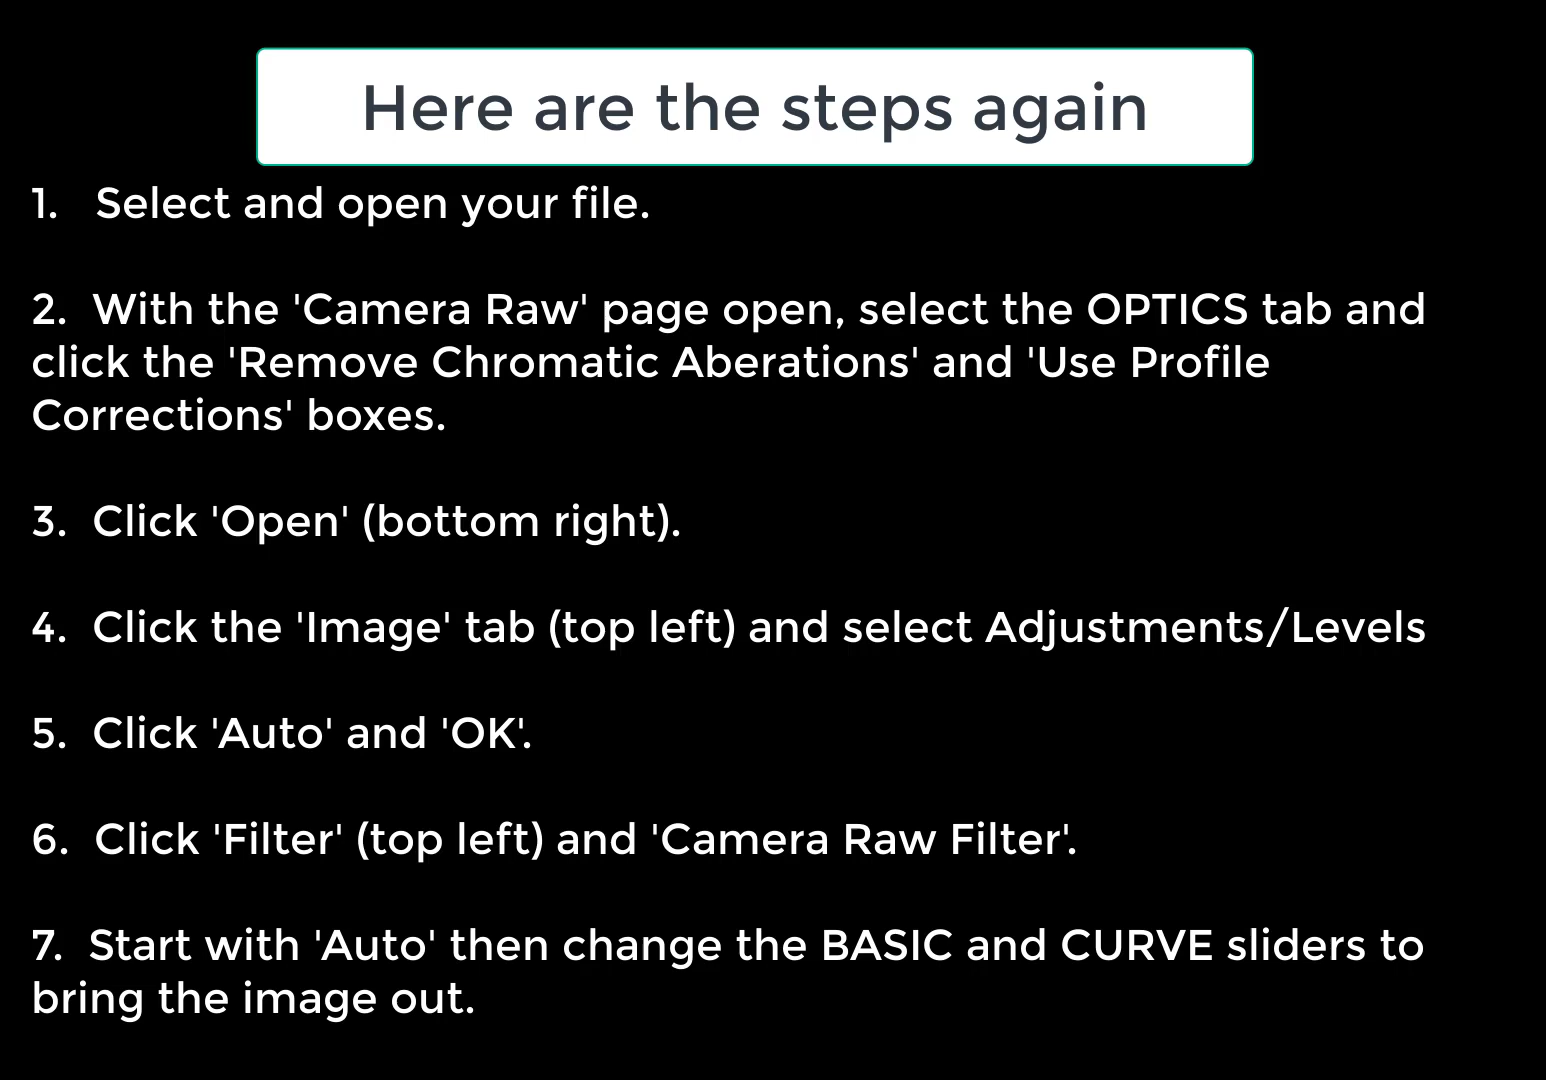 Here are the steps again
1. Select and open your file.
2. With the 'Camera Raw' page open, select the OPTICS tab and
click the 'Remove Chromatic Aberations' and 'Use Profile
Corrections' boxes.
3. Click 'Open' (bottom right).
4. Click the 'Image' tab (top left) and select Adjustments/Levels
5. Click 'Auto' and 'OK'.
6. Click 'Filter' (top left) and 'Camera Raw Filter'.
7. Start with 'Auto' then change the BASIC and CURVE sliders to
bring the image out.